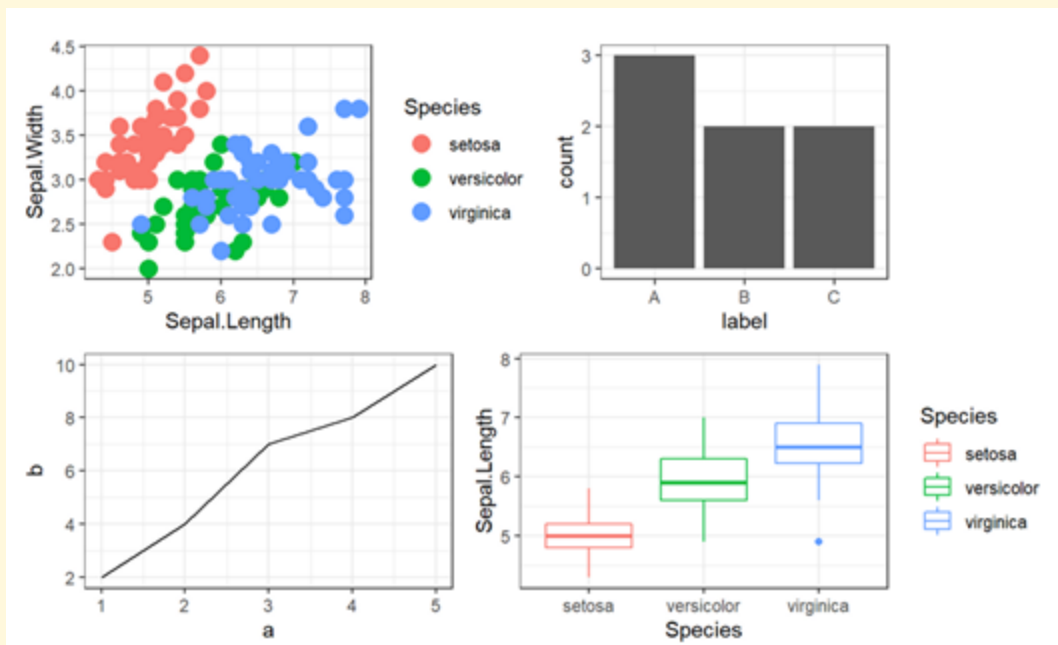 4.5
4.0
3.5
3.0
2.5
2.0
Sepal.Width
5 6 7 8
Sepal.Length
Species
setosa
versicolor
virginica
3
2
1
0
count
A B C
label
10
8
6
4
2
b
1 2 3 4 5
a
8
7
6
5
Sepal.Length
setosa versicolor virginica
Species
Species
setosa
versicolor
virginica